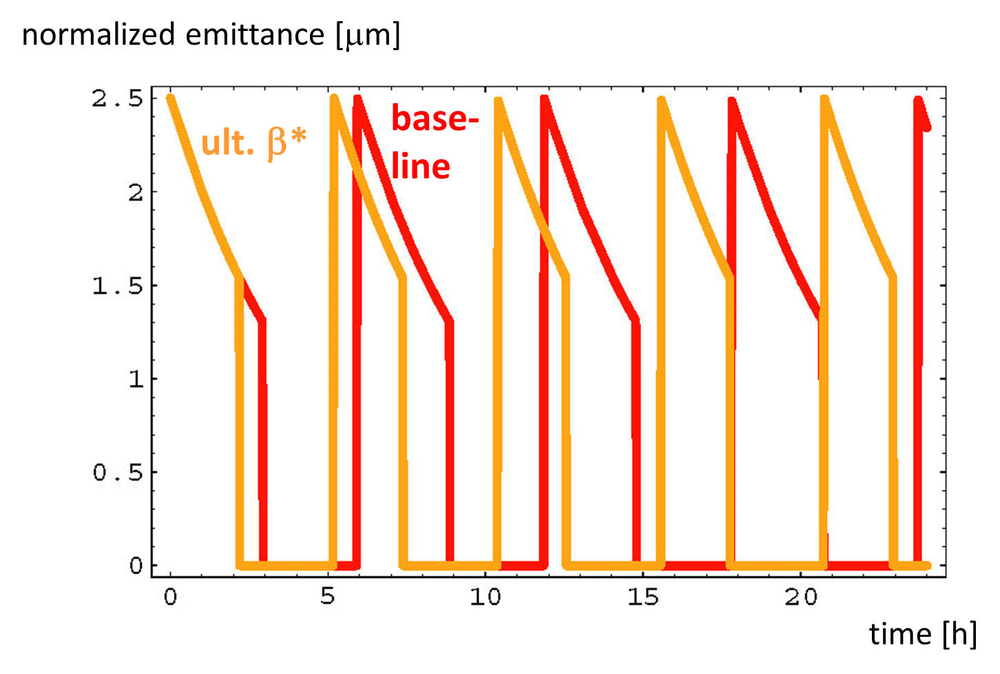 normalized emittance [μm]
2.5
base-
ult. β*
line
2
1.5
1
0.5
0
0 5 10 15 20
time [h]